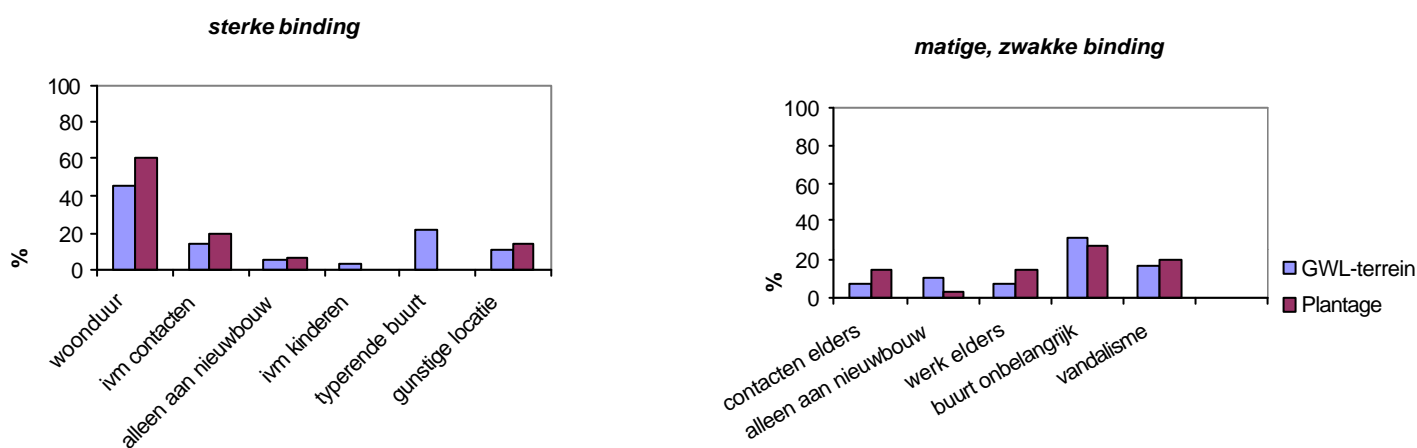 sterke binding
%
100
80
60
40
20
0
woonduur
ivm contacten
alleen aan nieuwbouw
ivm kinderen
typerende buurt
gunstige locatie
matige, zwakke binding
%
100
80
60
40
20
0
contacten elders
alleen aan nieuwbouw
werk elders
buurt onbelangrijk
vandalisme
GWL-terrein
Plantage